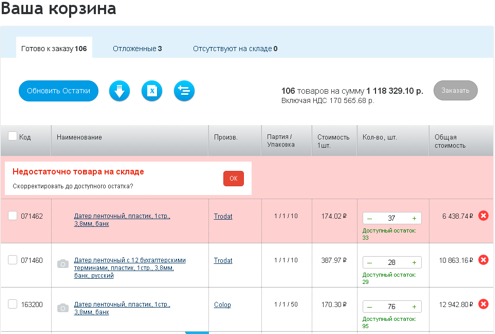 Ваша корзина
Готово к заказу 106 Отложенные 3 Отсутствуют на складе 0
Обновить Остатки
106 товаров на сумму 1 118 329.10 р. Заказать
Включая НДС 170 565.68 р.
Код Наименование Произв. Партия / Упаковка Стоимость 1шт. Кол-во, шт. Общая стоимость
Недостаточно товара на складе
Скорректировать до доступного остатка? ОК
071462 Датер ленточный, пластик, 1стр., Trodat 1 / 1 / 10 174.02 ₽ – 37 + 6 438.74 ₽
3,8мм, банк
Доступный остаток:
33
071460 Датер ленточный с 12 бухгалтерскими Trodat 1 / 1 / 10 387.97 ₽ – 28 + 10 863.16 ₽
терминами, пластик, 1стр., 3,8мм,
банк, русский
Доступный остаток:
29
163200 Датер ленточный, пластик, 1стр., Colop 1 / 1 / 50 170.30 ₽ – 76 + 12 942.80 ₽
3,8мм, банк
Доступный остаток:
95